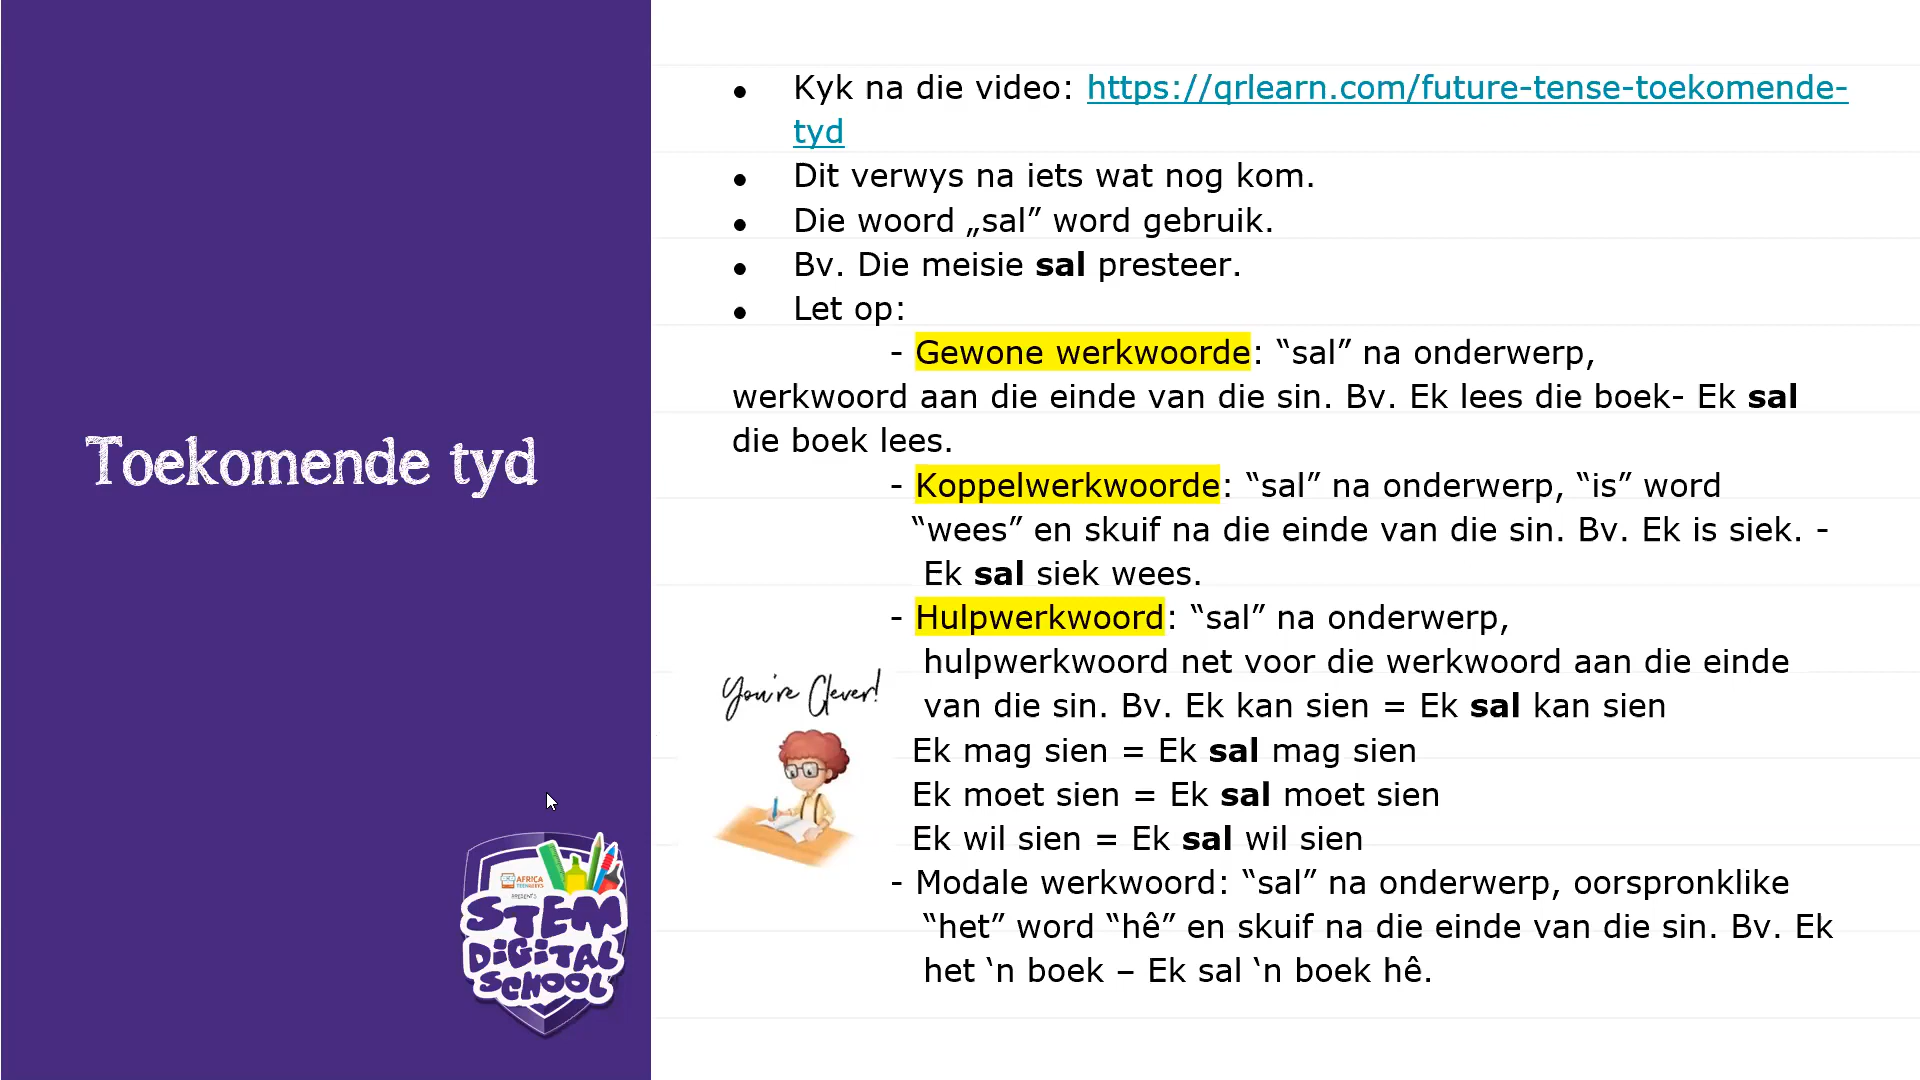 Toekomende tyd
Kyk na die video: https://qrlearn.com/future-tense-toekomende-
tyd
Dit verwys na iets wat nog kom.
Die woord „sal” word gebruik.
Bv. Die meisie sal presteer.
Let op:
- Gewone werkwoorde: “sal” na onderwerp,
werkwoord aan die einde van die sin. Bv. Ek lees die boek- Ek sal
die boek lees.
- Koppelwerkwoorde: “sal” na onderwerp, “is” word
“wees” en skuif na die einde van die sin. Bv. Ek is siek. -
Ek sal siek wees.
- Hulpwerkwoord: “sal” na onderwerp,
hulpwerkwoord net voor die werkwoord aan die einde
van die sin. Bv. Ek kan sien = Ek sal kan sien
Ek mag sien = Ek sal mag sien
Ek moet sien = Ek sal moet sien
Ek wil sien = Ek sal wil sien
- Modale werkwoord: “sal” na onderwerp, oorspronklike
“het” word “hê” en skuif na die einde van die sin. Bv. Ek
het ‘n boek – Ek sal ‘n boek hê.
You're Clever!
AFRICA
TEEN GEEKS
PRESENTS
STEM
DIGITAL
SCHOOL